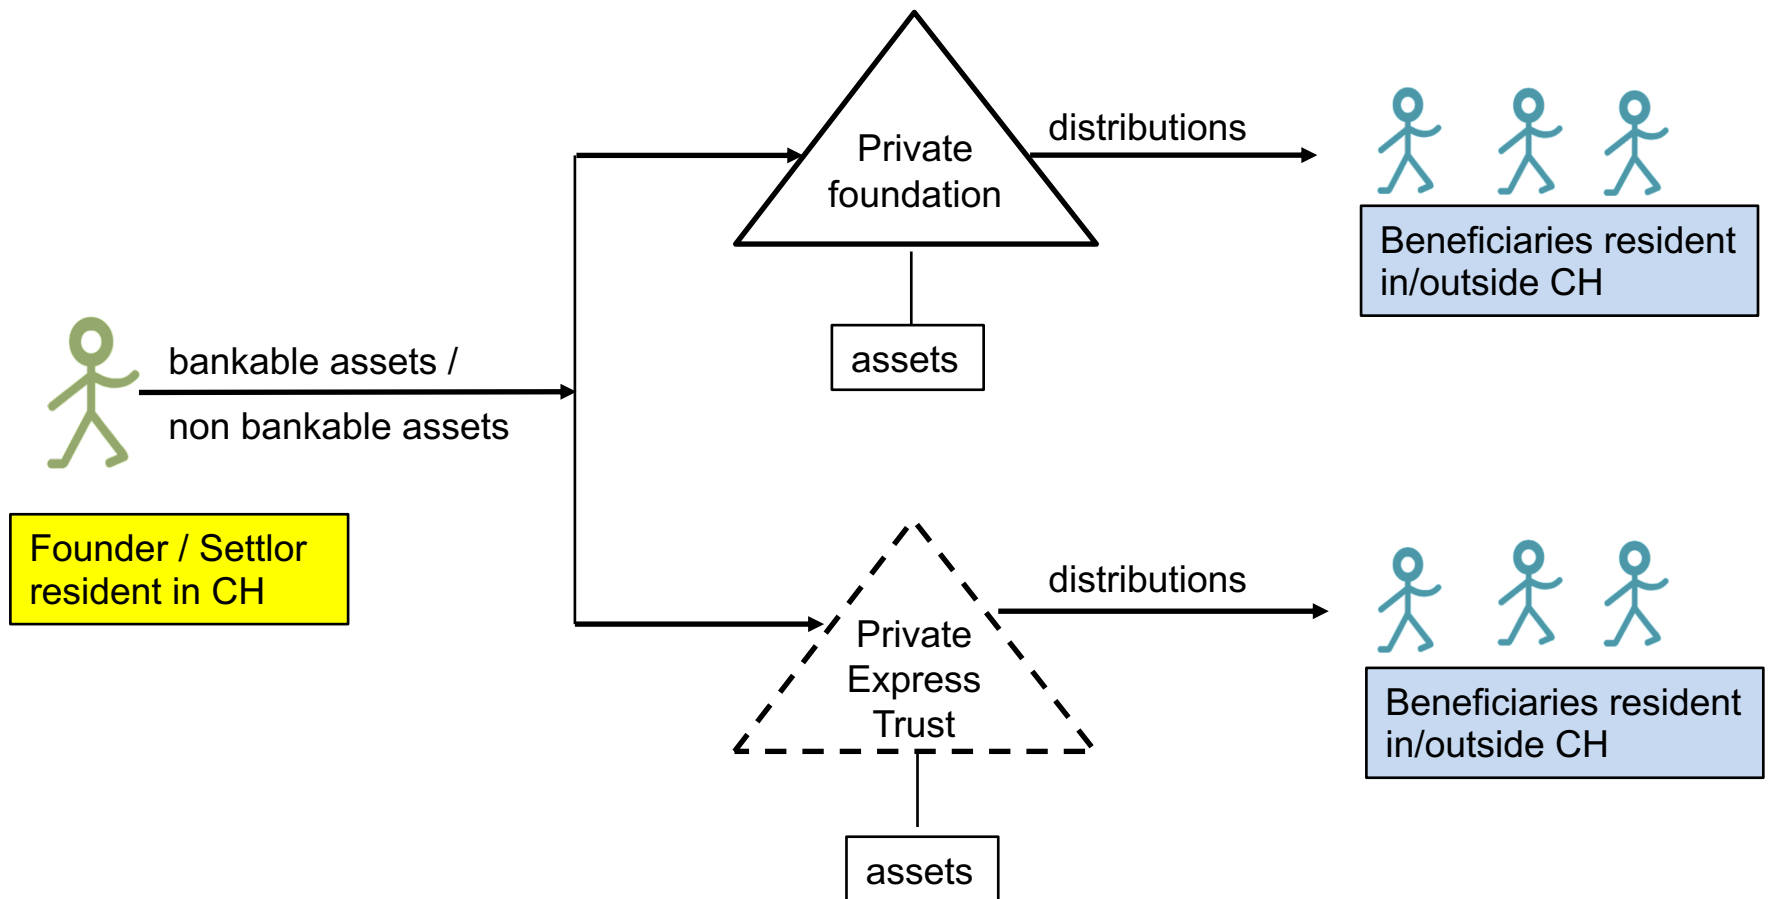 Private
foundation
distributions
Beneficiaries resident
in/outside CH
assets
bankable assets /
non bankable assets
Founder / Settlor
resident in CH
Private
Express
Trust
distributions
Beneficiaries resident
in/outside CH
assets